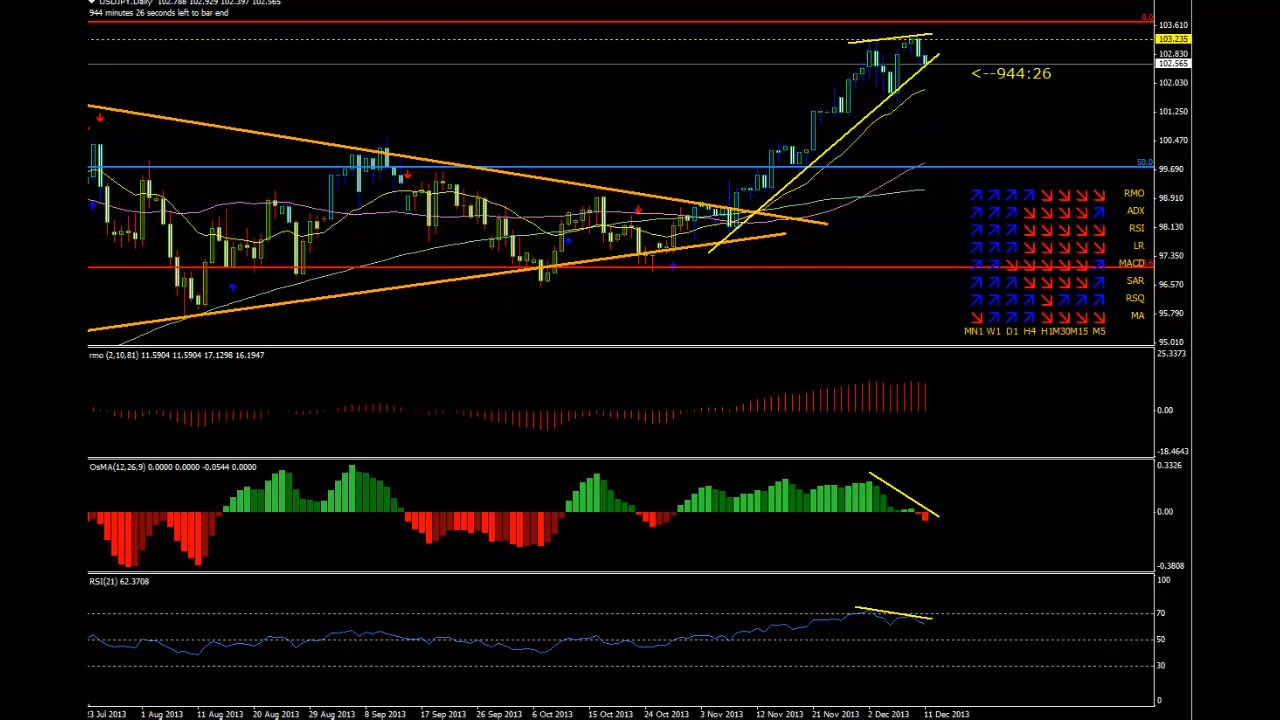 USDJPY,Daily 102.788 102.929 102.397 102.565
944 minutes 26 seconds left to bar end
0.0
103.610
103.235
102.830
102.565
<--944:26
102.030
101.250
100.470
50.0
99.690
98.910
98.130
97.350
96.570
95.790
95.010
RMO
ADX
RSI
LR
MACD
SAR
RSQ
MA
MN1 W1 D1 H4 H1 M30 M15 M5
rmo (2,10,81) 11.5904 11.5904 17.1298 16.1947
25.3373
0.00
-18.4643
OsMA(12,26,9) 0.0000 0.0000 -0.0544 0.0000
0.3326
0.00
-0.3808
RSI(21) 62.3708
100
70
50
30
0
23 Jul 2013 1 Aug 2013 11 Aug 2013 20 Aug 2013 29 Aug 2013 8 Sep 2013 17 Sep 2013 26 Sep 2013 6 Oct 2013 15 Oct 2013 24 Oct 2013 3 Nov 2013 12 Nov 2013 21 Nov 2013 2 Dec 2013 11 Dec 2013